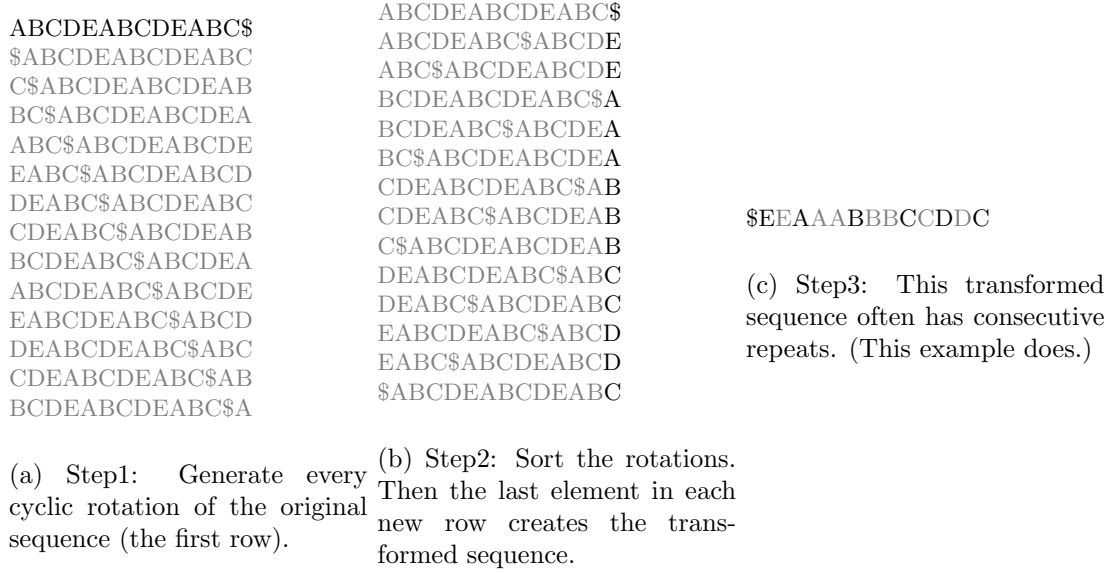 ABCDEABCDEABC$
$ABCDEABCDEABC
C$ABCDEABCDEAB
BC$ABCDEABCDEA
ABC$ABCDEABCDE
EABC$ABCDEABCD
DEABC$ABCDEABC
CDEABC$ABCDEAB
BCDEABC$ABCDEA
ABCDEABC$ABCDE
EABCDEABC$ABCD
DEABCDEABC$ABC
CDEABCDEABC$AB
BCDEABCDEABC$A
(a) Step1: Generate every
cyclic rotation of the original
sequence (the first row).
ABCDEABCDEABC$
ABCDEABC$ABCDE
ABC$ABCDEABCDE
BCDEABCDEABC$A
BCDEABC$ABCDEA
BC$ABCDEABCDEA
CDEABCDEABC$AB
CDEABC$ABCDEAB
C$ABCDEABCDEAB
DEABCDEABC$ABC
DEABC$ABCDEABC
EABCDEABC$ABCD
EABC$ABCDEABCD
$ABCDEABCDEABC
(b) Step2: Sort the rotations.
Then the last element in each
new row creates the trans-
formed sequence.
$EEAAABBBCCDDC
(c) Step3: This transformed
sequence often has consecutive
repeats. (This example does.)